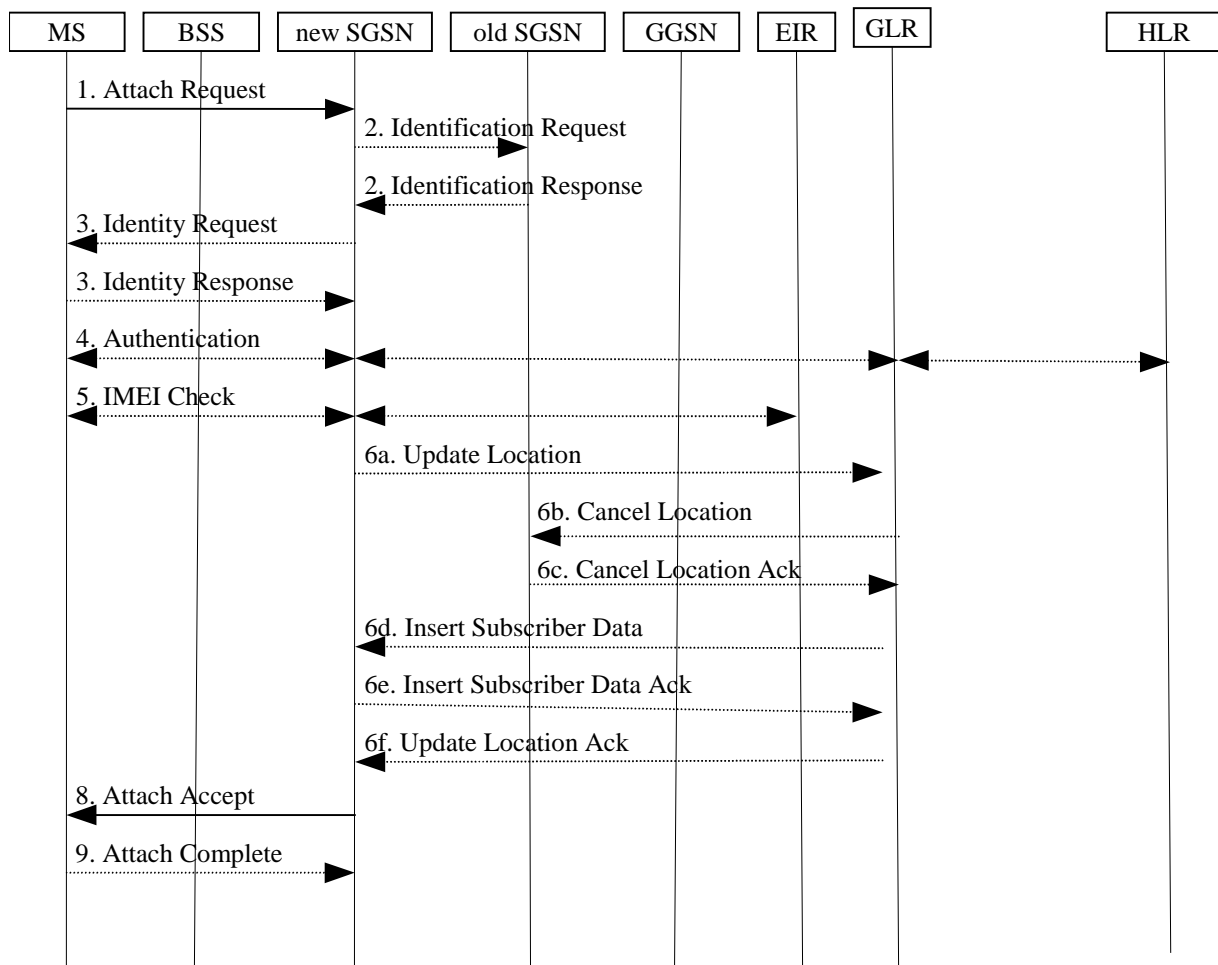 MS
BSS
new SGSN
old SGSN
GGSN
EIR
GLR
HLR
1. Attach Request
2. Identification Request
2. Identification Response
3. Identity Request
3. Identity Response
4. Authentication
5. IMEI Check
6a. Update Location
6b. Cancel Location
6c. Cancel Location Ack
6d. Insert Subscriber Data
6e. Insert Subscriber Data Ack
6f. Update Location Ack
8. Attach Accept
9. Attach Complete